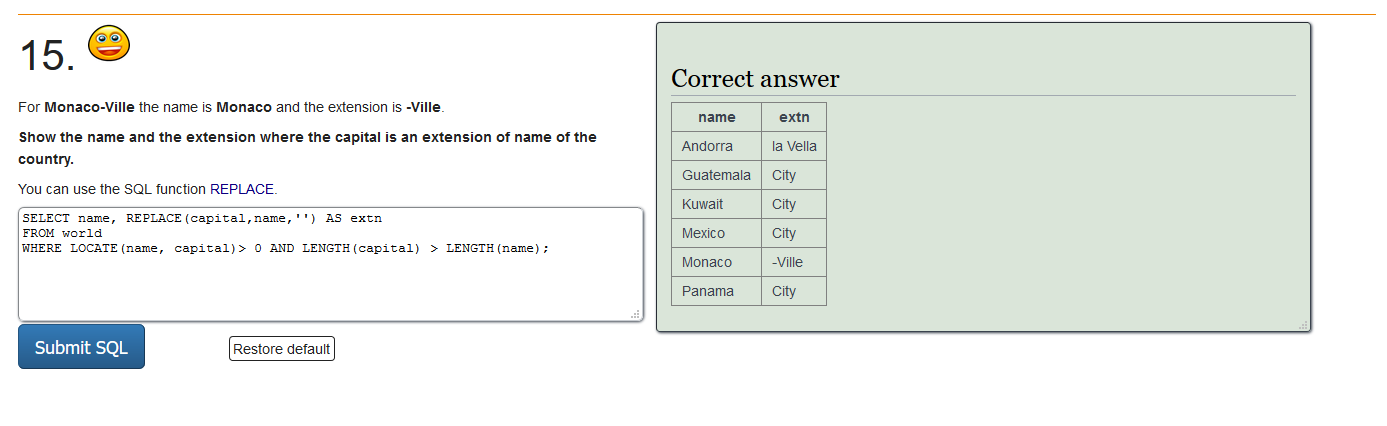 15.
For Monaco-Ville the name is Monaco and the extension is -Ville.
Show the name and the extension where the capital is an extension of name of the
country.
You can use the SQL function REPLACE.
SELECT name, REPLACE(capital,name,'') AS extn
FROM world
WHERE LOCATE(name, capital)> 0 AND LENGTH(capital) > LENGTH(name);
Submit SQL
Restore default
Correct answer
name extn
Andorra la Vella
Guatemala City
Kuwait City
Mexico City
Monaco -Ville
Panama City